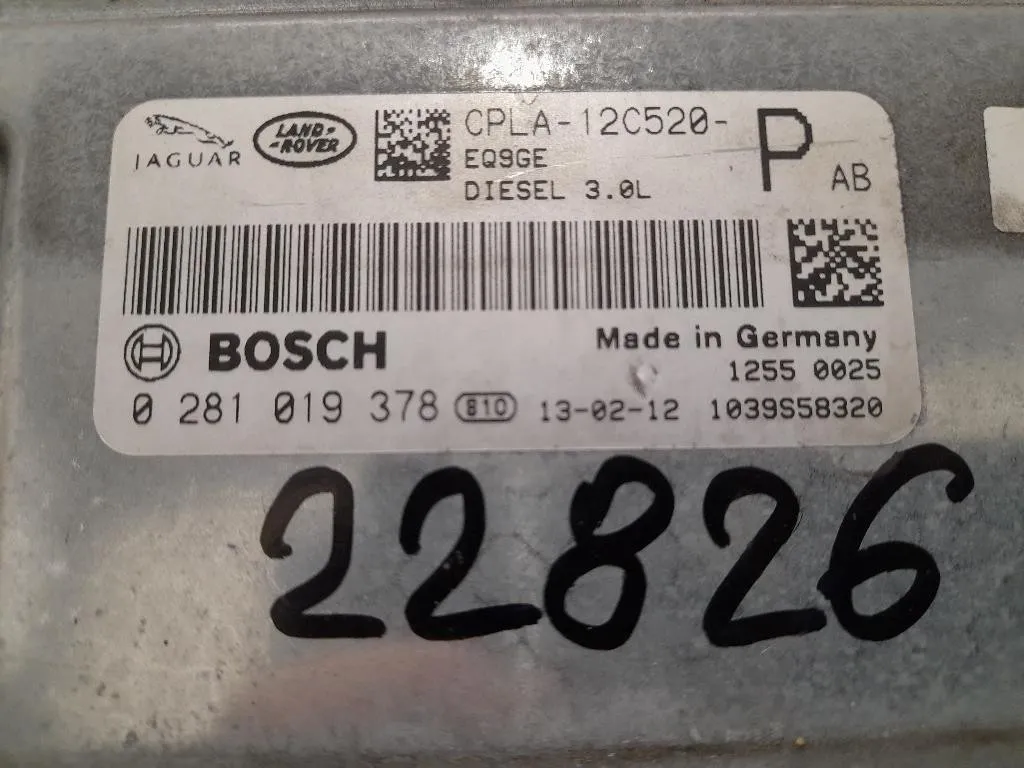 JAGUAR
LAND-
-ROVER
CPLA-12C520-
P
AB
EQ9GE
DIESEL 3.0L
BOSCH
Made in Germany
1255 0025
0 281 019 378 810 13-02-12 1039S58320
22826